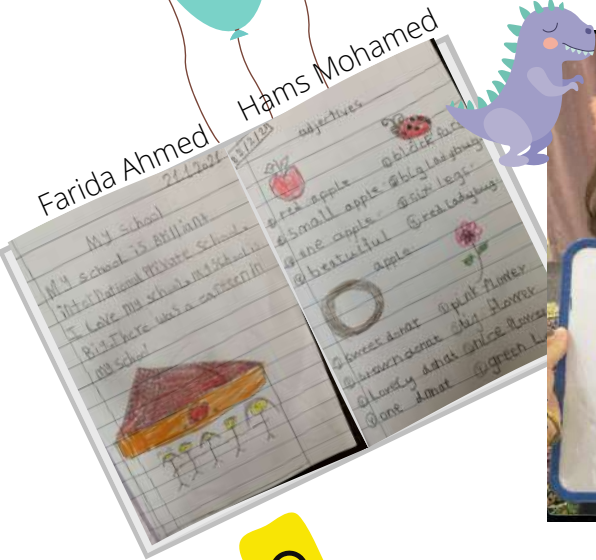 Farida Ahmed
Hams Mohamed
21.1.2021
My School
My school is Brilliant
international Private school.
I Love my school. my school is
Big. There was a canteen in
my school
adjectives
red apple
small apple
one apple
beautiful
apple
black
big ladybug
six legs
red ladybug
sweet donat
brown donat
lovely donat
one donat
pink flower
big flower
nice flower
green